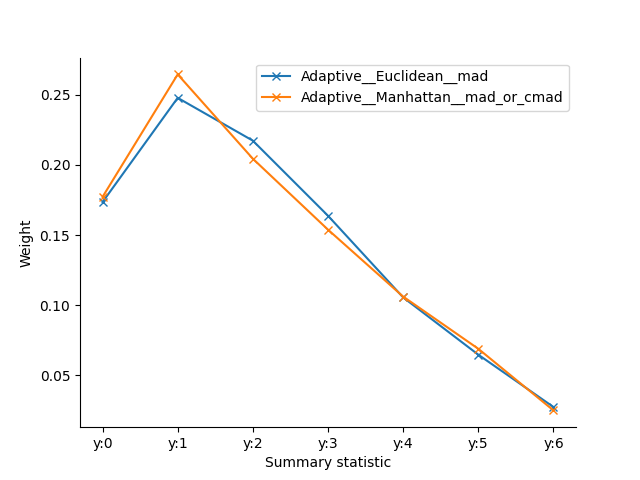 Adaptive__Euclidean__mad
Adaptive__Manhattan__mad_or_cmad
0.25
0.20
0.15
0.10
0.05
Weight
y:0 y:1 y:2 y:3 y:4 y:5 y:6
Summary statistic